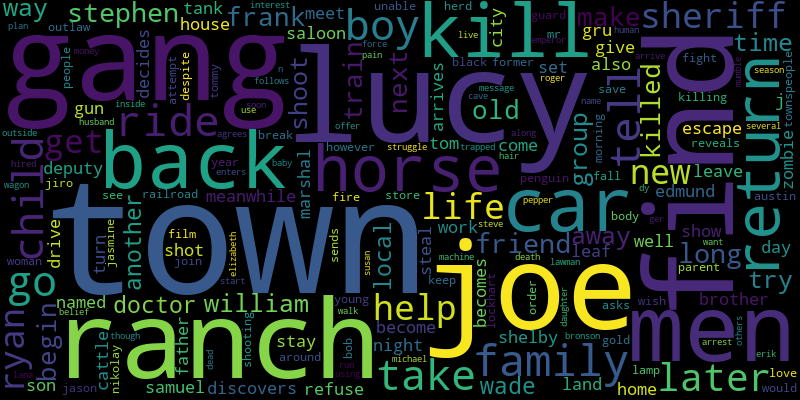 way stephen tank frank meet boy kill herd unable guard mr city make sheriff
house saloon gru give time
gang decides outlaw people attempt despite tommy n interest force follows train next black former live set also plan human emperor money
lucy shoot arrives message cave roger killed tell find fight mumble season several townspeople
inside gun ride old group save name killing escape j
outside get back horse tom come along morning reveals zombie
child deputy husband use soon agrees break year enters baby however marshal offer struggle trapped hair penguin fall new leave return
hired wagon jiro railroad meanwhile life car body edmund dy ger austin
town see another fire store pepper steve work friend away leaf well show want day
go drive turn jasmine film shot join local sends steal elizabeth susan machine death lawman long parent
named doctor william help joe becomes lockhart order daughter asks wish brother try
ryan begin belief though young walk become keep shelby gold men others
ranch cattle father dead shooting stay around bob night michael family bronson lamp arrest erik
son nikolay samuel discovers run using refuse take wade land home later love
jason lana would start